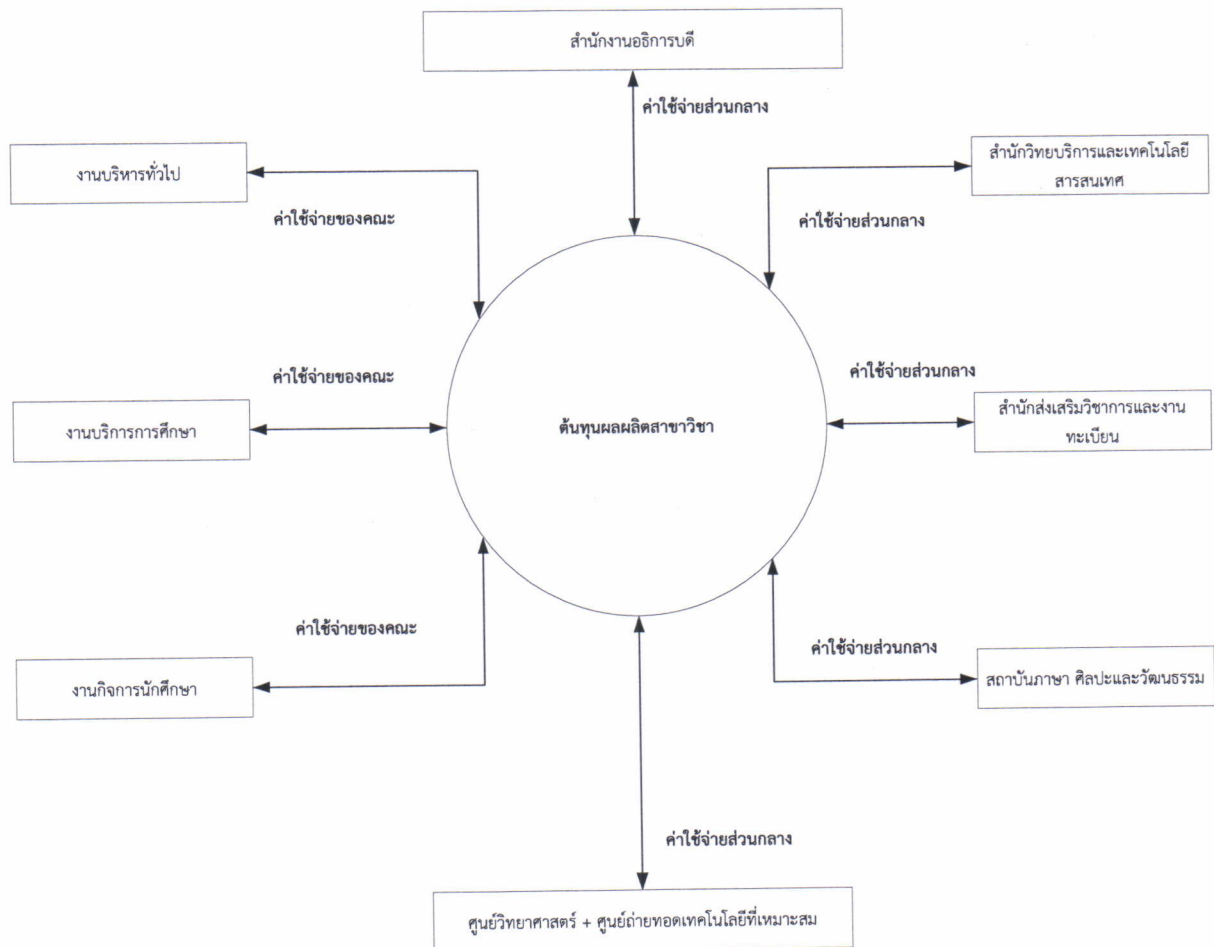 สำนักงานอธิการบดี
ค่าใช้จ่ายส่วนกลาง
งานบริหารทั่วไป
สำนักวิทยบริการและเทคโนโลยี
สารสนเทศ
ค่าใช้จ่ายของคณะ
ค่าใช้จ่ายส่วนกลาง
ค่าใช้จ่ายของคณะ
ค่าใช้จ่ายส่วนกลาง
งานบริการการศึกษา
ต้นทุนผลผลิตสาขาวิชา
สำนักส่งเสริมวิชาการและงาน
ทะเบียน
ค่าใช้จ่ายของคณะ
ค่าใช้จ่ายส่วนกลาง
งานกิจการนักศึกษา
สถาบันภาษา ศิลปะและวัฒนธรรม
ค่าใช้จ่ายส่วนกลาง
ศูนย์วิทยาศาสตร์ + ศูนย์ถ่ายทอดเทคโนโลยีที่เหมาะสม